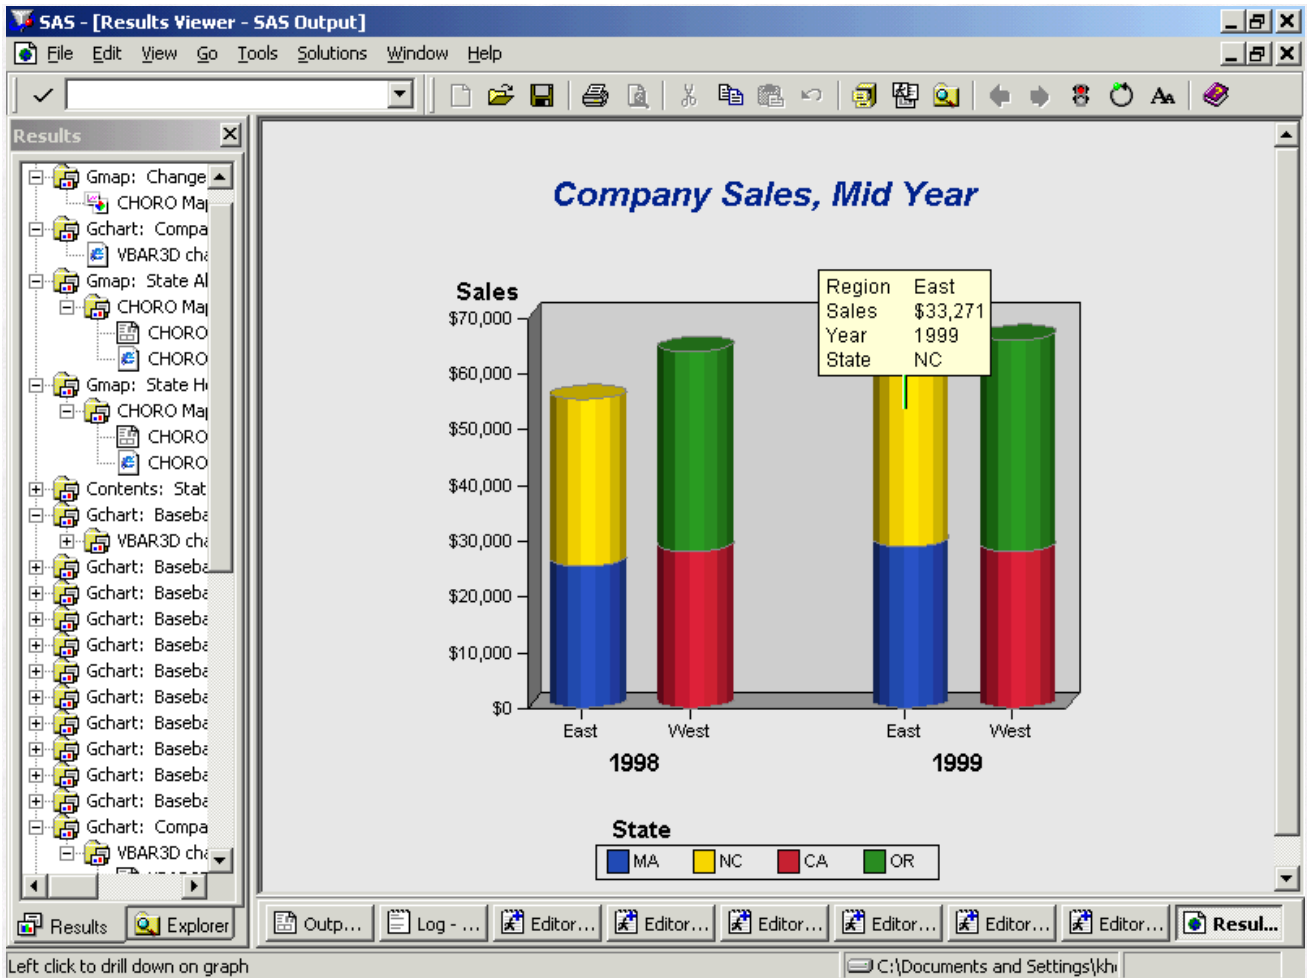 SAS - [Results Viewer - SAS Output]
File Edit View Go Tools Solutions Window Help
Results
Gmap: Change
CHORO Ma
Gchart: Compa
VBAR3D cha
Gmap: State Al
CHORO Ma
CHORO
CHORO
Gmap: State H
CHORO Ma
CHORO
CHORO
Contents: Stat
Gchart: Baseba
VBAR3D cha
Gchart: Baseba
Gchart: Baseba
Gchart: Baseba
Gchart: Baseba
Gchart: Baseba
Gchart: Baseba
Gchart: Baseba
Gchart: Baseba
Gchart: Baseba
Gchart: Baseba
Gchart: Compa
VBAR3D cha
Results Explorer
Company Sales, Mid Year
Sales
$70,000
$60,000
$50,000
$40,000
$30,000
$20,000
$10,000
$0
Region East
Sales $33,271
Year 1999
State NC
East West East West
1998 1999
State
MA NC CA OR
Outp... Log - ... Editor... Editor... Editor... Editor... Editor... Editor... Resul...
Left click to drill down on graph C:\Documents and Settings\kh